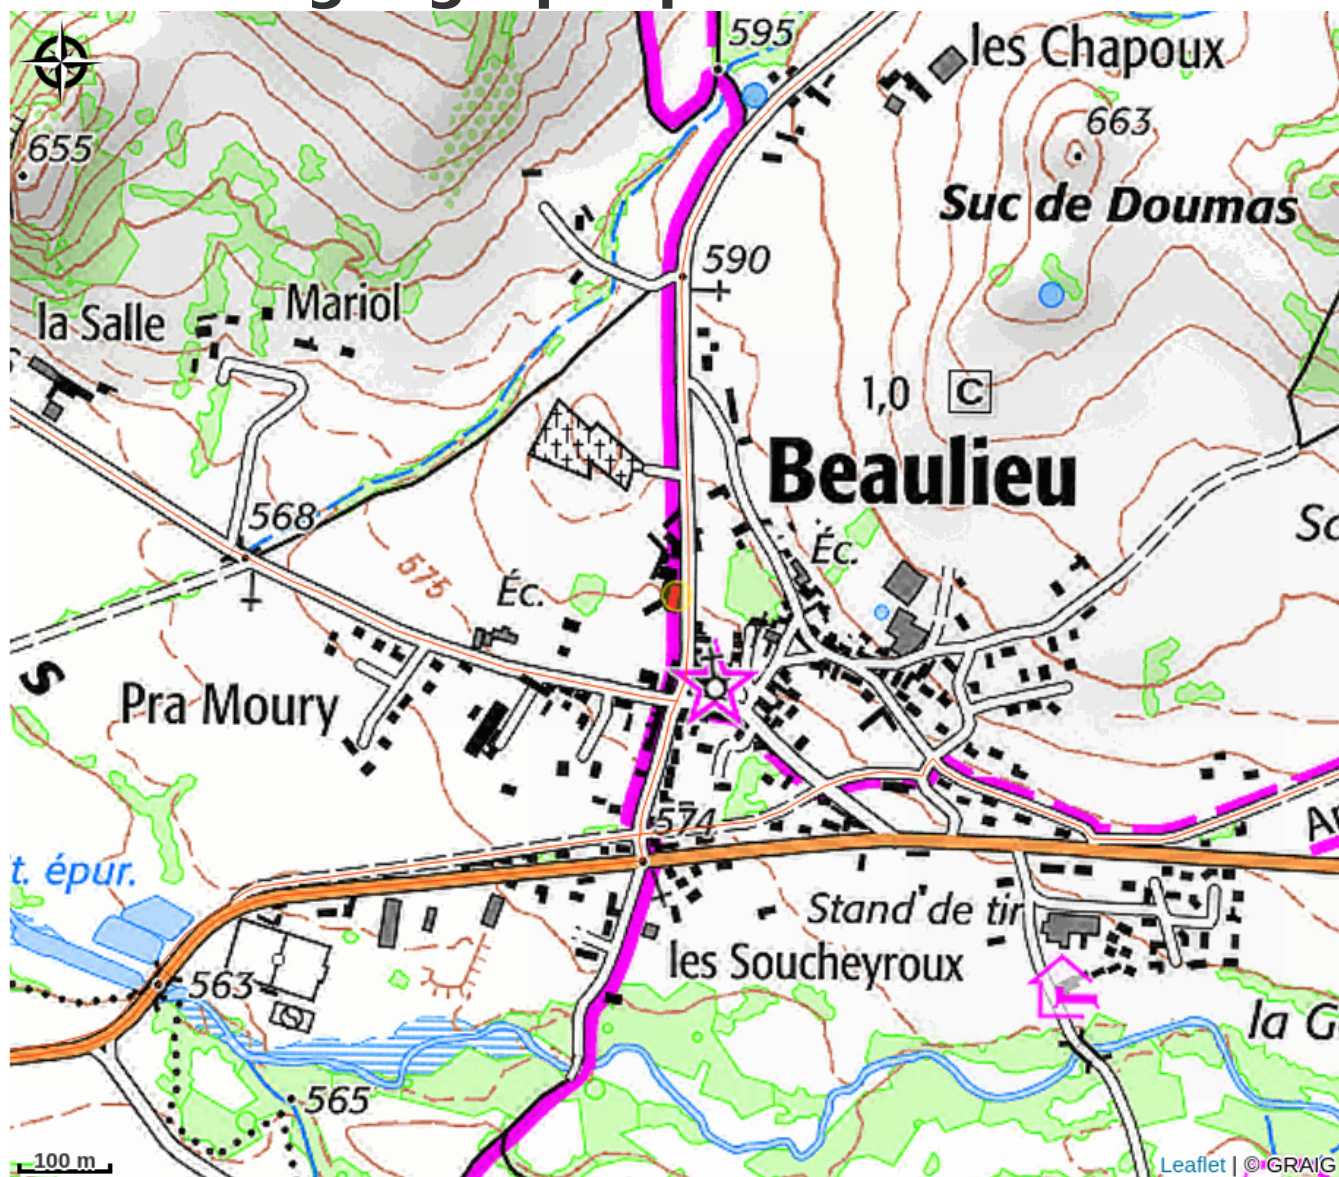 595
les Chapoux
663
655
Suc de Doumas
590
Mariol
la Salle
1,0 C
Beaulieu
568
Éc.
575
Éc.
Pra Moury
574
t. épur.
Stand de tir
les Soucheyroux
563
la G
565
100 m
Leaflet | © GRAIG